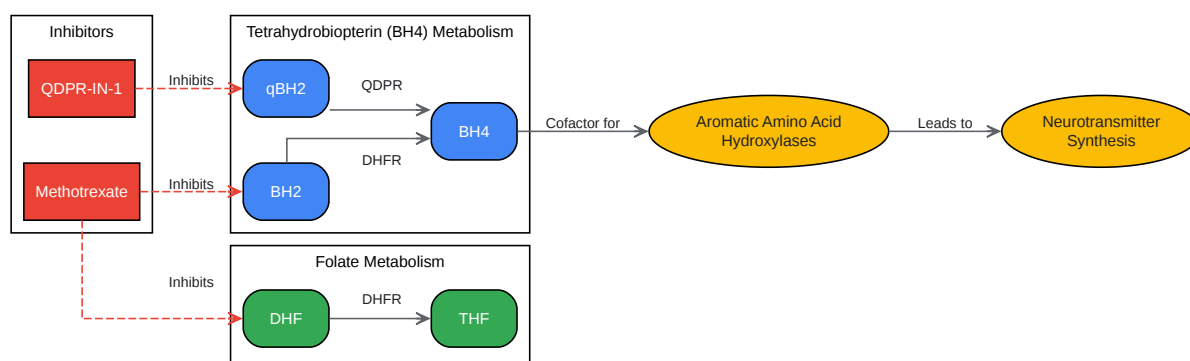 Inhibitors
QDPR-IN-1
Methotrexate
Inhibits
Inhibits
Inhibits
Tetrahydrobiopterin (BH4) Metabolism
qBH2
QDPR
BH4
DHFR
BH2
Cofactor for
Aromatic Amino Acid
Hydroxylases
Leads to
Neurotransmitter
Synthesis
Folate Metabolism
DHF
DHFR
THF